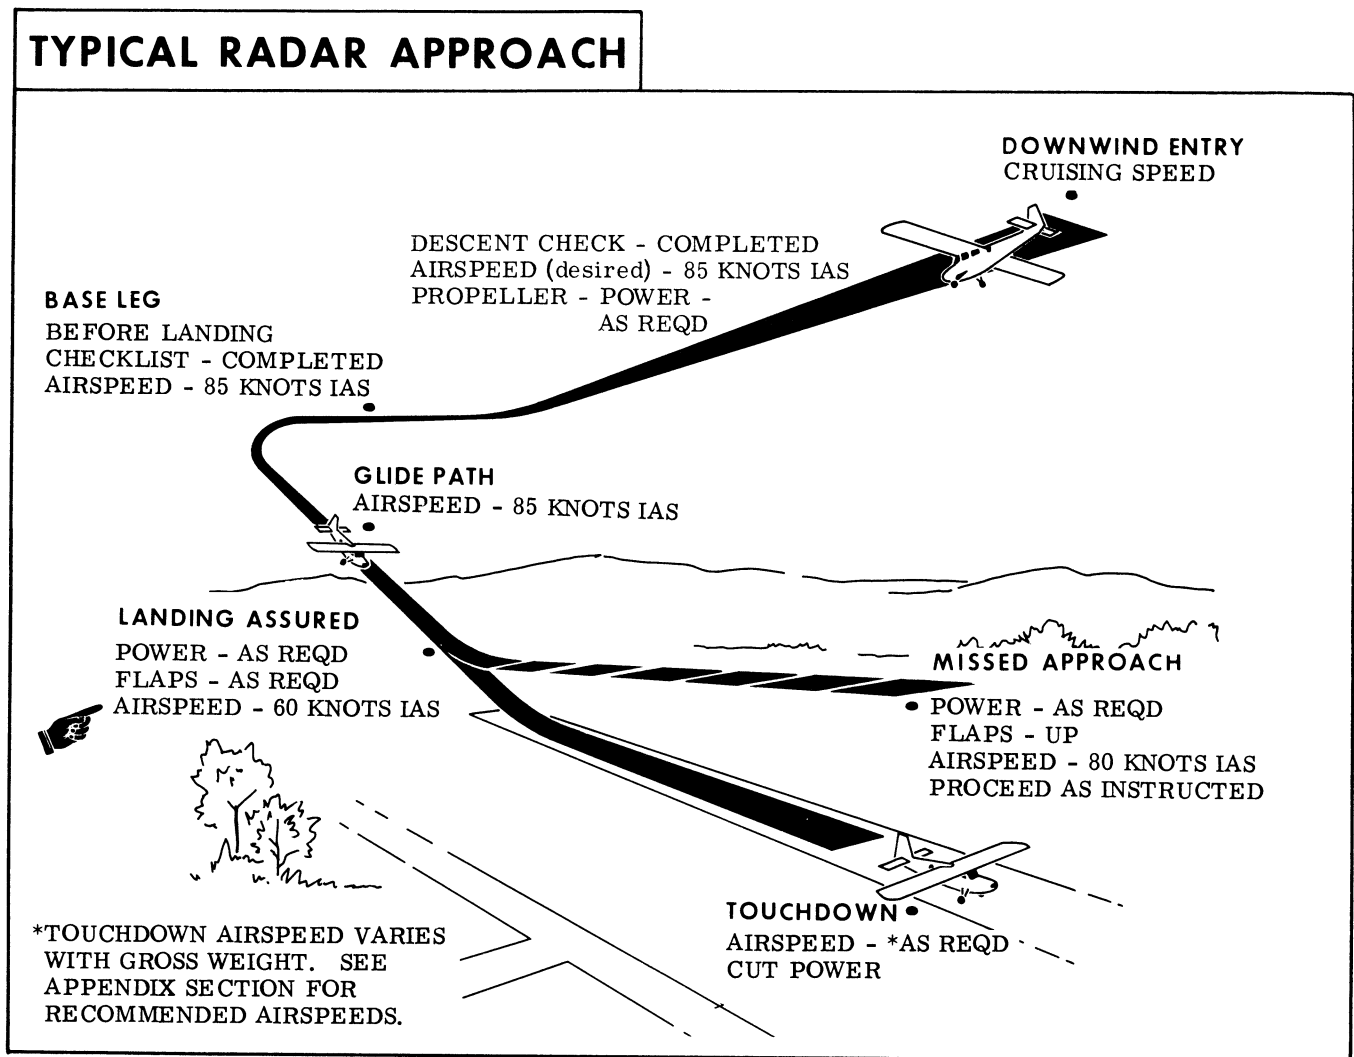 TYPICAL RADAR APPROACH
DOWNWIND ENTRY
CRUISING SPEED
DESCENT CHECK - COMPLETED
AIRSPEED (desired) - 85 KNOTS IAS
PROPELLER - POWER -
AS REQD
BASE LEG
BEFORE LANDING
CHECKLIST - COMPLETED
AIRSPEED - 85 KNOTS IAS
GLIDE PATH
AIRSPEED - 85 KNOTS IAS
LANDING ASSURED
POWER - AS REQD
FLAPS - AS REQD
AIRSPEED - 60 KNOTS IAS
MISSED APPROACH
POWER - AS REQD
FLAPS - UP
AIRSPEED - 80 KNOTS IAS
PROCEED AS INSTRUCTED
TOUCHDOWN
AIRSPEED - *AS REQD
CUT POWER
*TOUCHDOWN AIRSPEED VARIES
WITH GROSS WEIGHT. SEE
APPENDIX SECTION FOR
RECOMMENDED AIRSPEEDS.